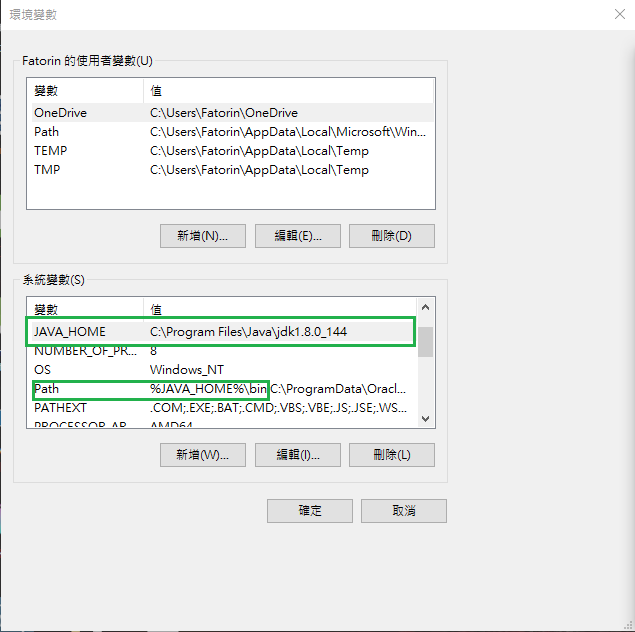 環境變數
Fatorin 的使用者變數(U)
變數 值
OneDrive C:\Users\Fatorin\OneDrive
Path C:\Users\Fatorin\AppData\Local\Microsoft\Win...
TEMP C:\Users\Fatorin\AppData\Local\Temp
TMP C:\Users\Fatorin\AppData\Local\Temp
新增(N)... 編輯(E)... 刪除(D)
系統變數(S)
變數 值
JAVA_HOME C:\Program Files\Java\jdk1.8.0_144
NUMBER_OF_PR... 8
OS Windows_NT
Path %JAVA_HOME%\bin;C:\ProgramData\Oracl...
PATHEXT .COM;.EXE;.BAT;.CMD;.VBS;.VBE;.JS;.JSE;.WS...
PROCESSOR_AR... AMD64
新增(W)... 編輯(I)... 刪除(L)
確定 取消